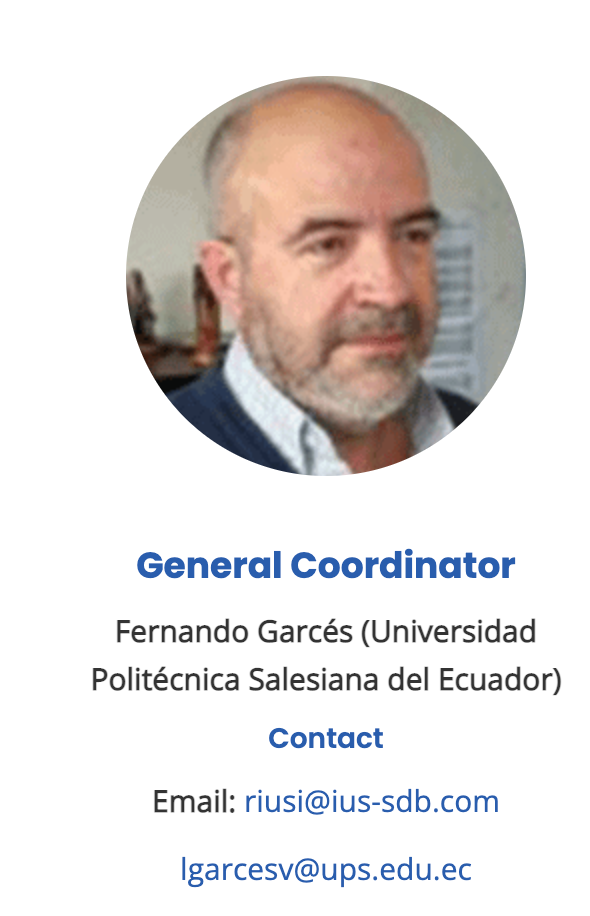 General Coordinator
Fernando Garcés (Universidad
Politécnica Salesiana del Ecuador)
Contact
Email: riusi@ius-sdb.com
lgarcesv@ups.edu.ec